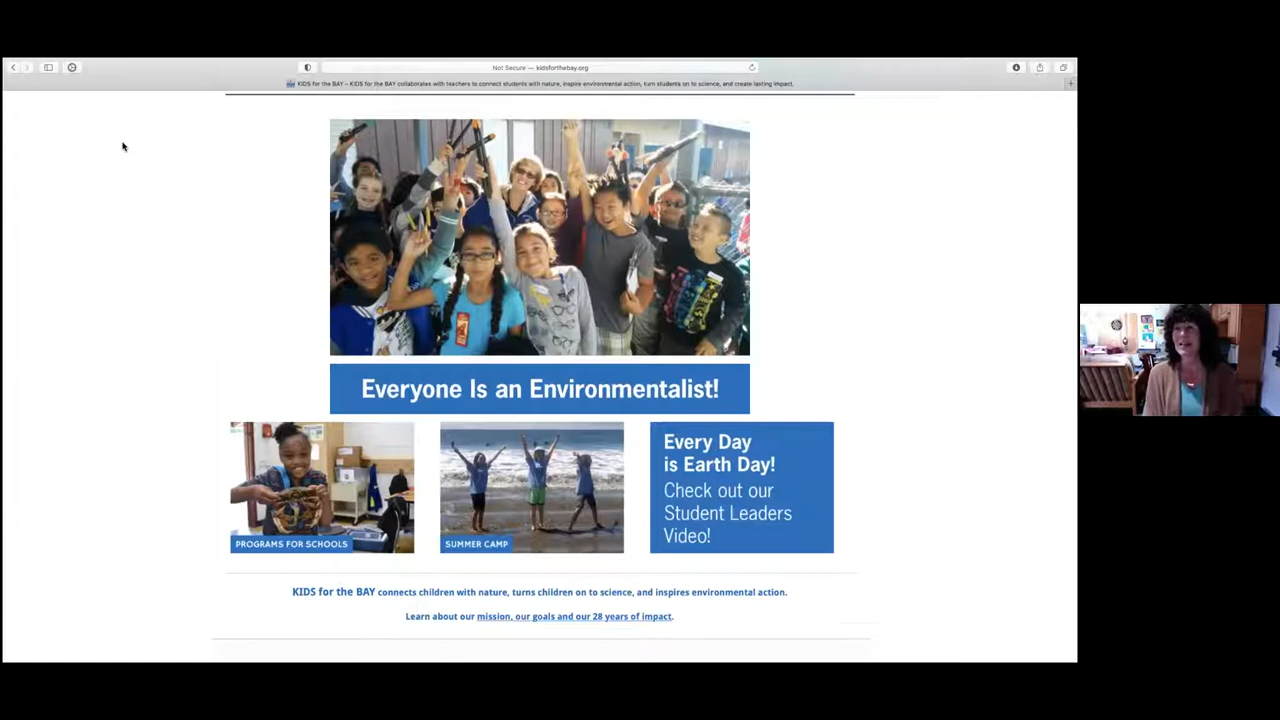 Not Secure — kidsforthebay.org
KIDS for the BAY – KIDS for the BAY collaborates with teachers to connect students with nature, inspire environmental action, turn students on to science, and create lasting impact.
Everyone Is an Environmentalist!
PROGRAMS FOR SCHOOLS
SUMMER CAMP
Every Day
is Earth Day!
Check out our
Student Leaders
Video!
KIDS for the BAY connects children with nature, turns children on to science, and inspires environmental action.
Learn about our mission, our goals and our 28 years of impact.